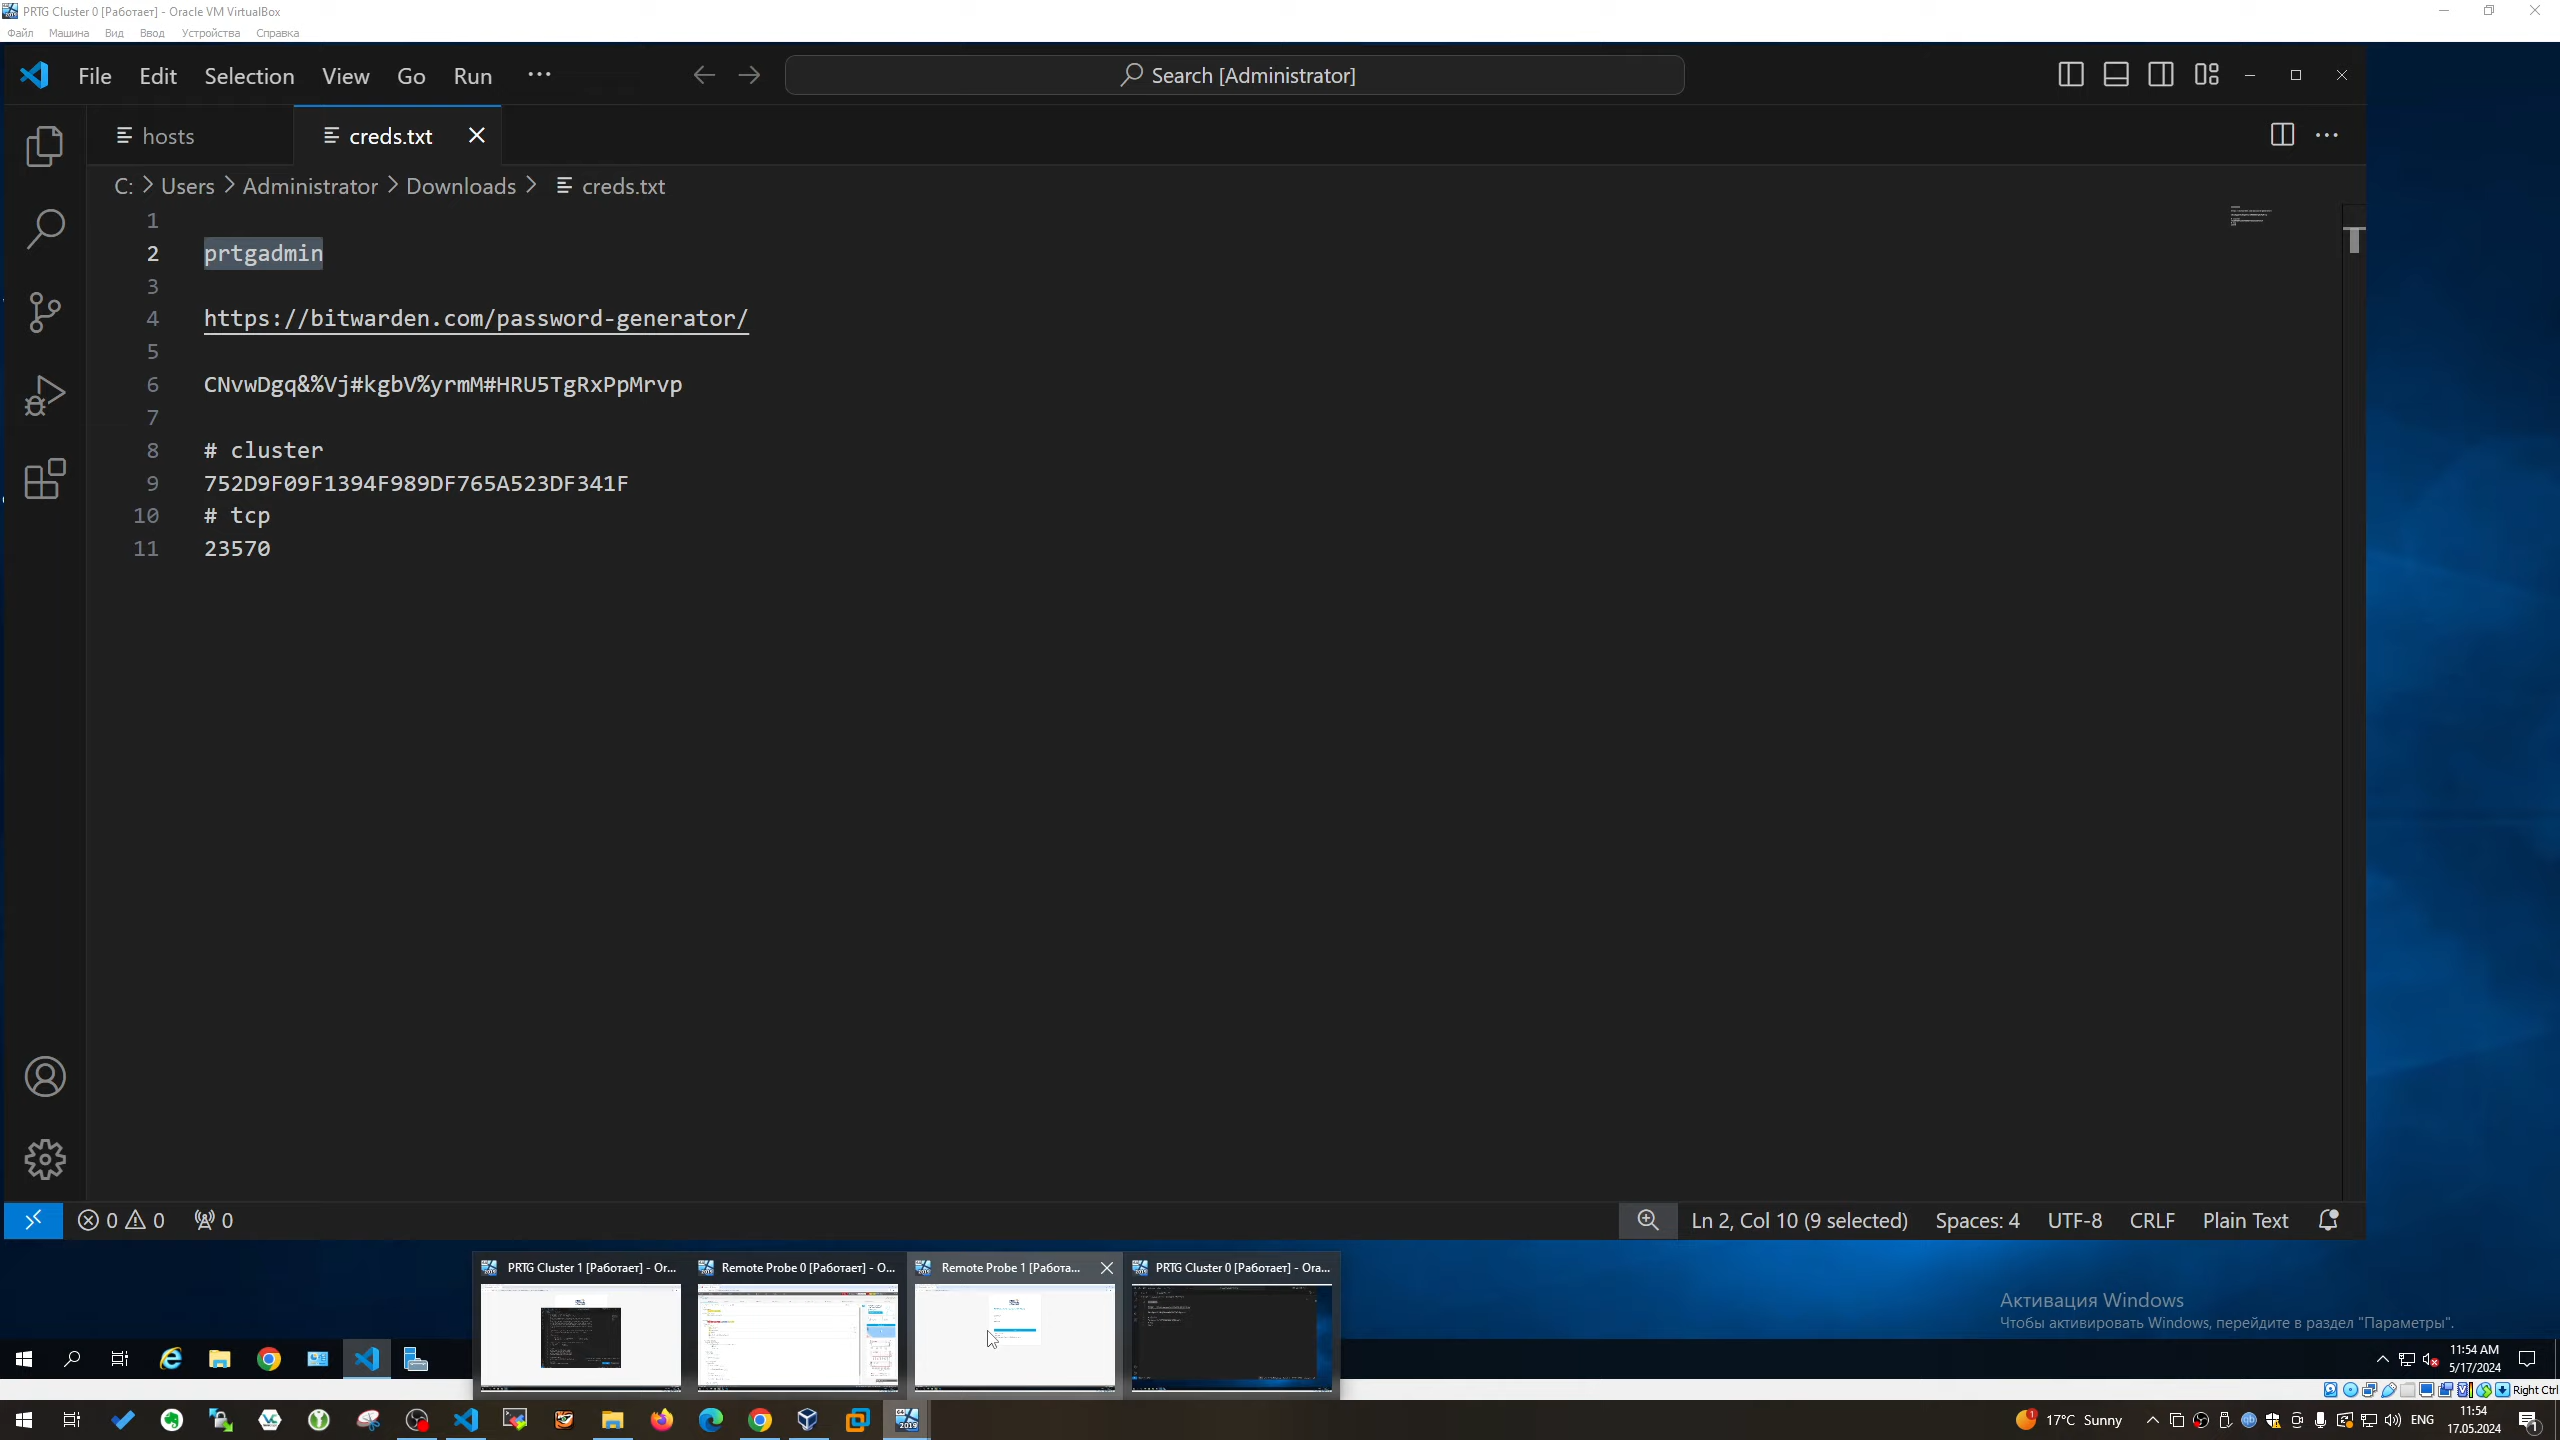 PRTG Cluster 0 [Работает] - Oracle VM VirtualBox
Файл Машина Вид Ввод Устройства Справка
File Edit Selection View Go Run ···
Search [Administrator]
hosts
creds.txt
C: > Users > Administrator > Downloads > creds.txt
1
2 prtgadmin
3
4 https://bitwarden.com/password-generator/
5
6 CNvwDgq&%Vj#kgbV%yrmM#HRU5TgRxPpMrvp
7
8 # cluster
9 752D9F09F1394F989DF765A523DF341F
10 # tcp
11 23570
0 0 0
Ln 2, Col 10 (9 selected) Spaces: 4 UTF-8 CRLF Plain Text
PRTG Cluster 1 [Работает] - Or...
Remote Probe 0 [Работает] - O...
Remote Probe 1 [Работа...
PRTG Cluster 0 [Работает] - Ora...
Активация Windows
Чтобы активировать Windows, перейдите в раздел "Параметры".
11:54 AM
5/17/2024
Right Ctrl
17°C Sunny
ENG
11:54
17.05.2024